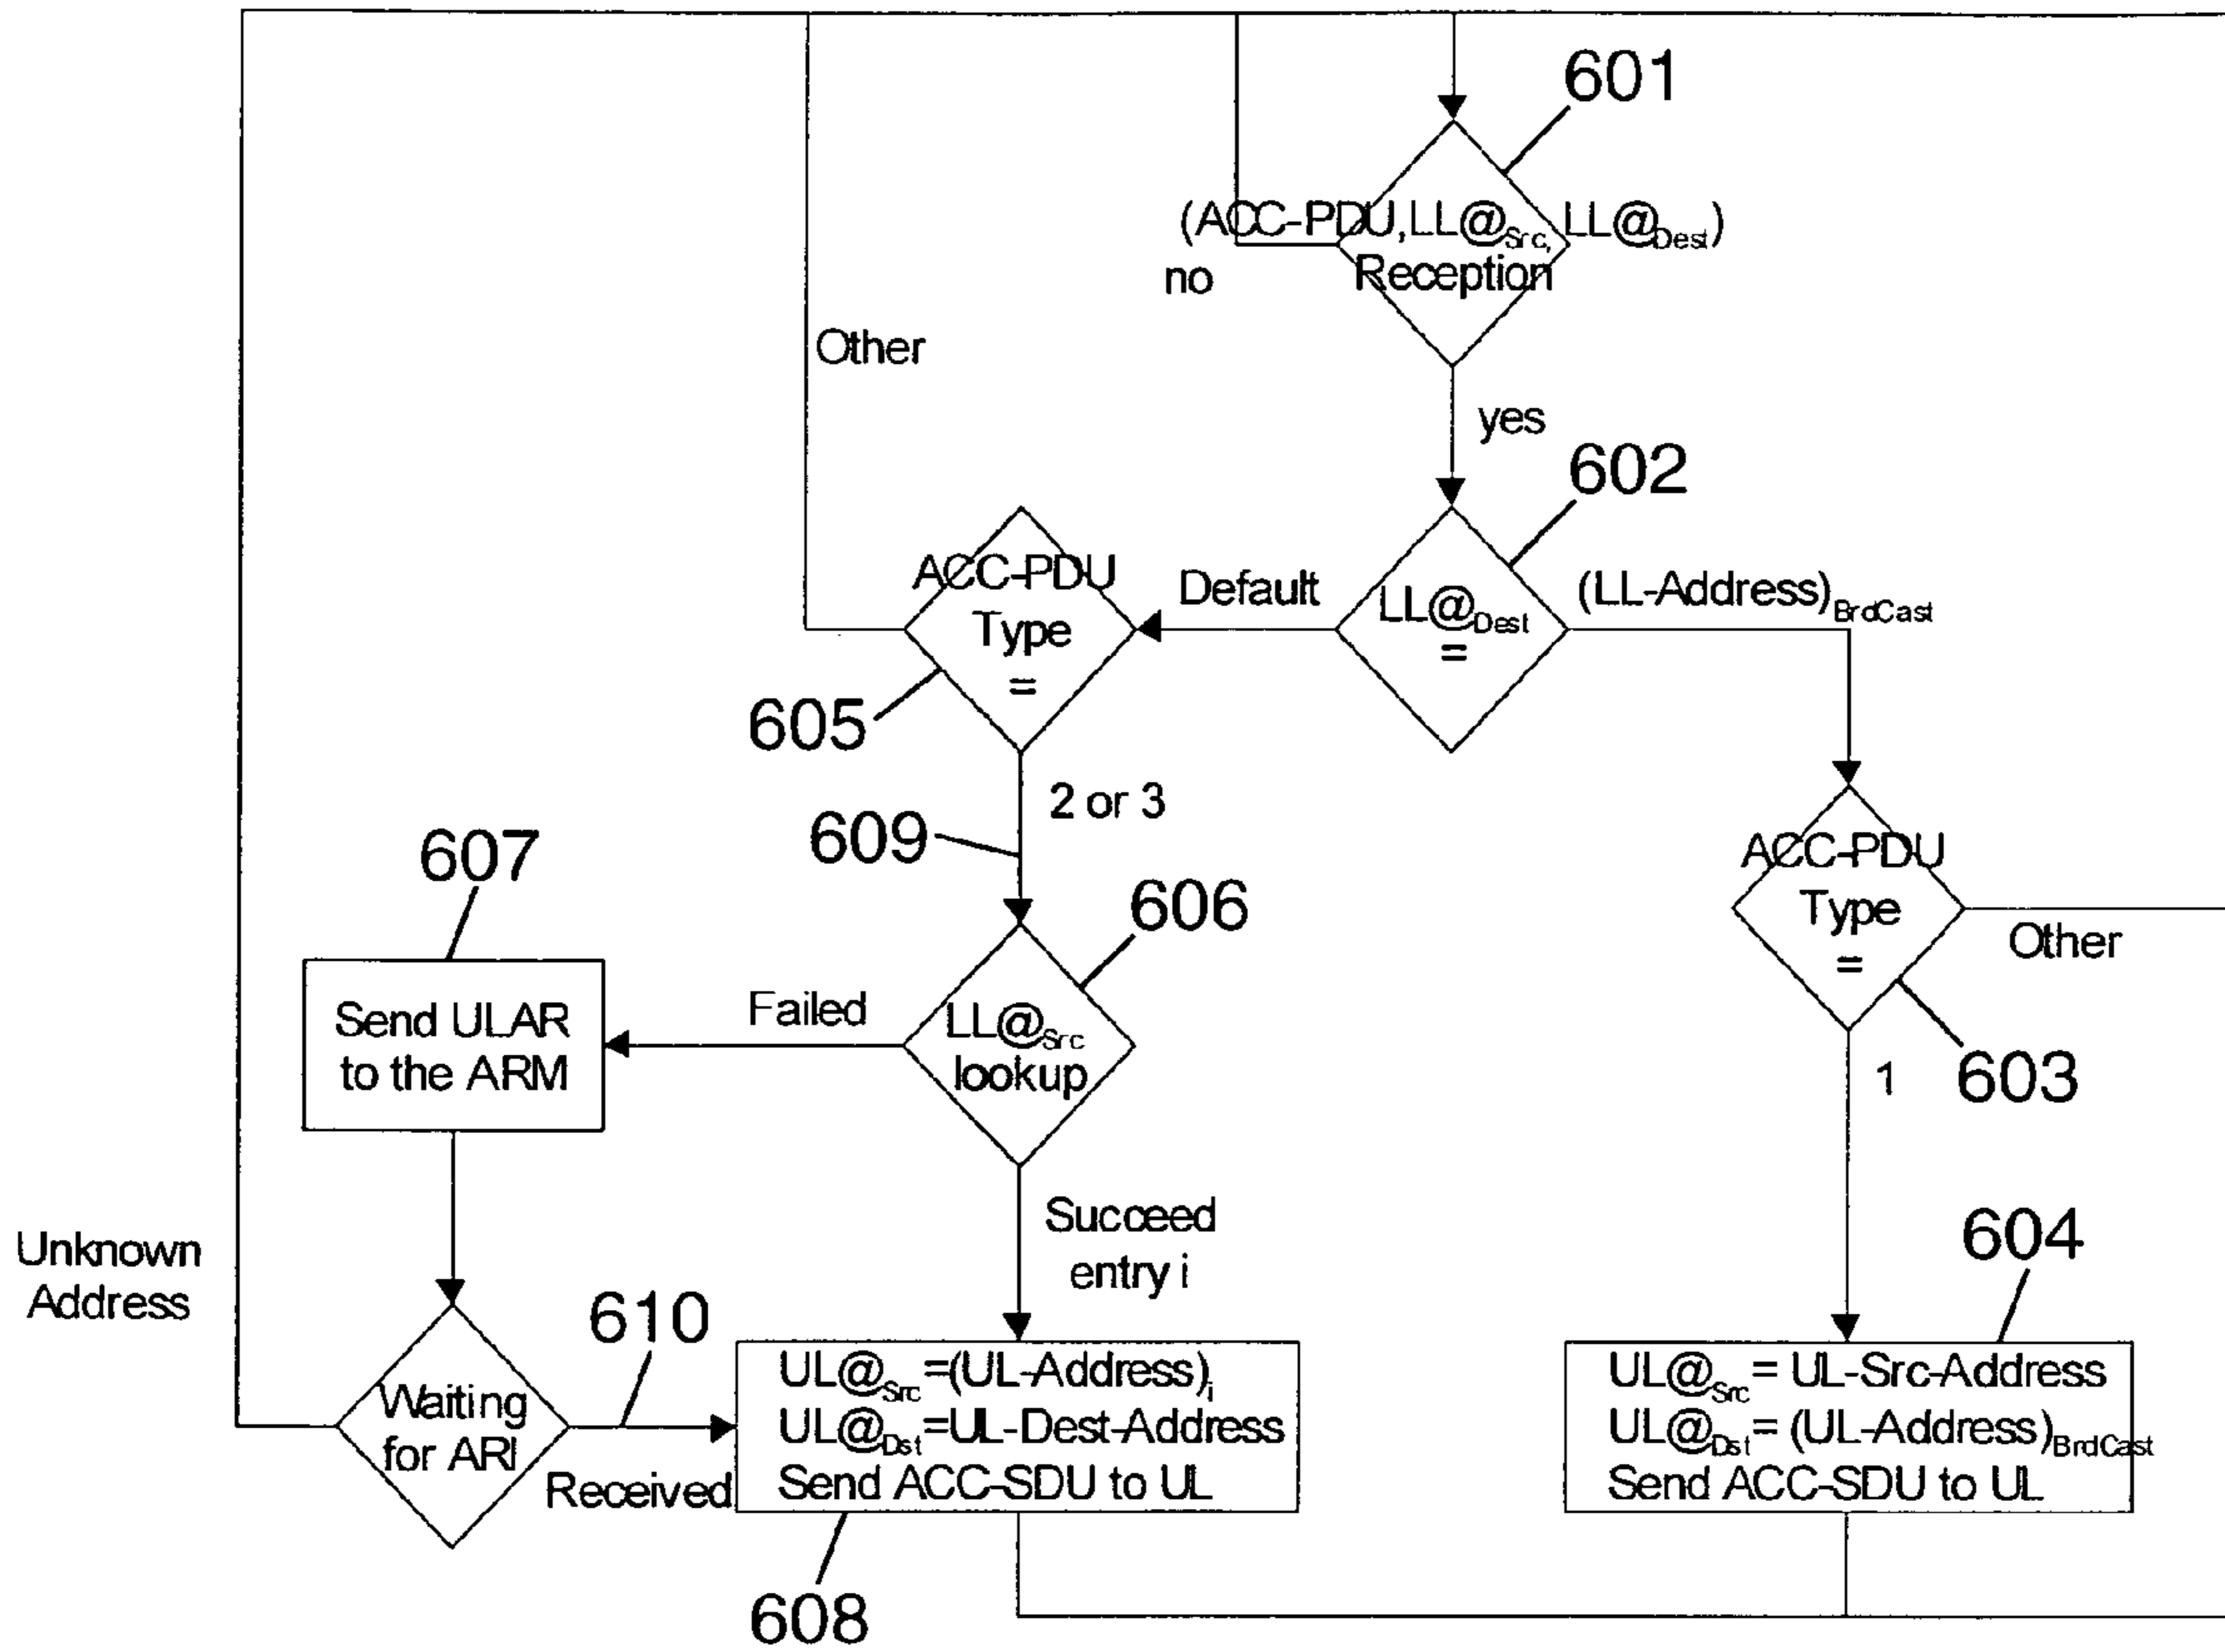 601
(ACC-PDU, LL@Src, LL@Dest)
Reception
no
Other
yes
602
ACC-PDU
Type
=
Default
LL@Dest
=
(LL-Address)BrdCast
605
2 or 3
609
607
606
ACC-PDU
Type
=
Other
603
1
Send ULAR
to the ARM
Failed
LL@Src
lookup
Succeed
entry i
604
Unknown
Address
610
Waiting
for ARI
Received
UL@Src=(UL-Address)i
UL@Dst=UL-Dest-Address
Send ACC-SDU to UL
UL@Src= UL-Src-Address
UL@Dst= (UL-Address)BrdCast
Send ACC-SDU to UL
608